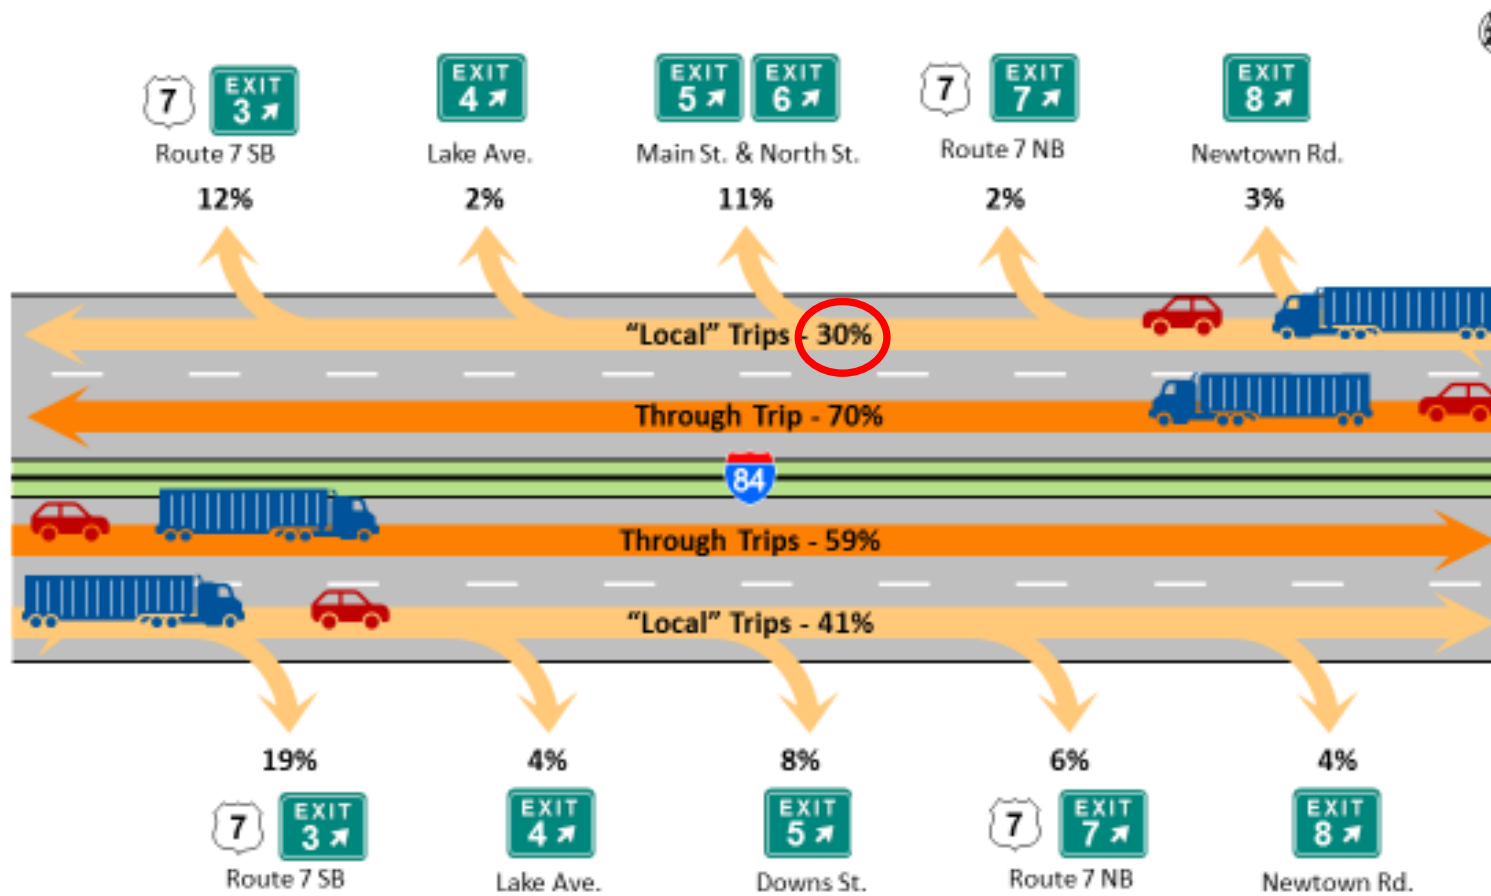 7 EXIT 3 EXIT 4 EXIT 5 EXIT 6 7 EXIT 7 EXIT 8
Route 7 SB Lake Ave. Main St. & North St. Route 7 NB Newtown Rd.
12% 2% 11% 2% 3%
“Local” Trips - 30%
Through Trip - 70%
84
Through Trips - 59%
“Local” Trips - 41%
19% 4% 8% 6% 4%
7 EXIT 3 EXIT 4 EXIT 5 7 EXIT 7 EXIT 8
Route 7 SB Lake Ave. Downs St. Route 7 NB Newtown Rd.